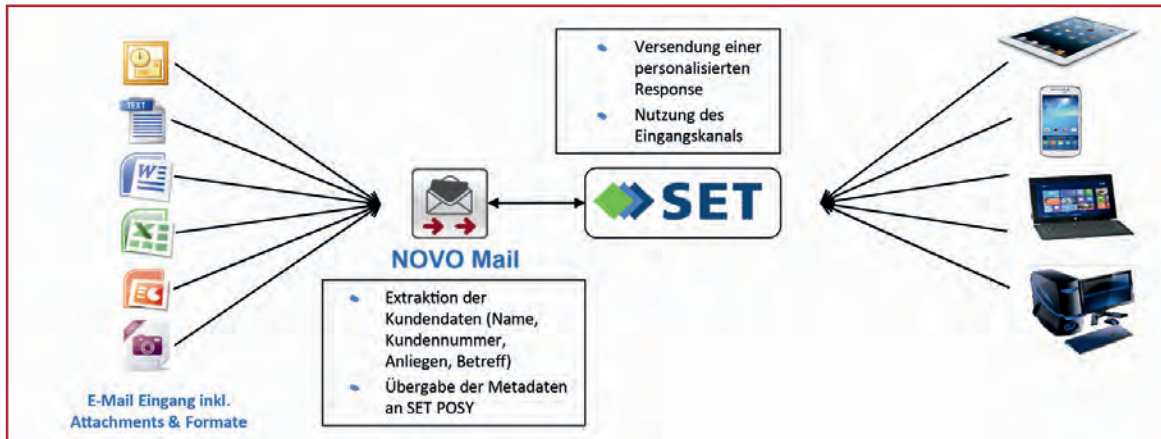 Versendung einer
personalisierten
Response
Nutzung des
Eingangskanals
TEXT
W
X
SET
NOVO Mail
Extraktion der
Kundendaten (Name,
Kundennummer,
Anliegen, Betreff)
Übergabe der Metadaten
an SET POSY
E-Mail Eingang inkl.
Attachments & Formate